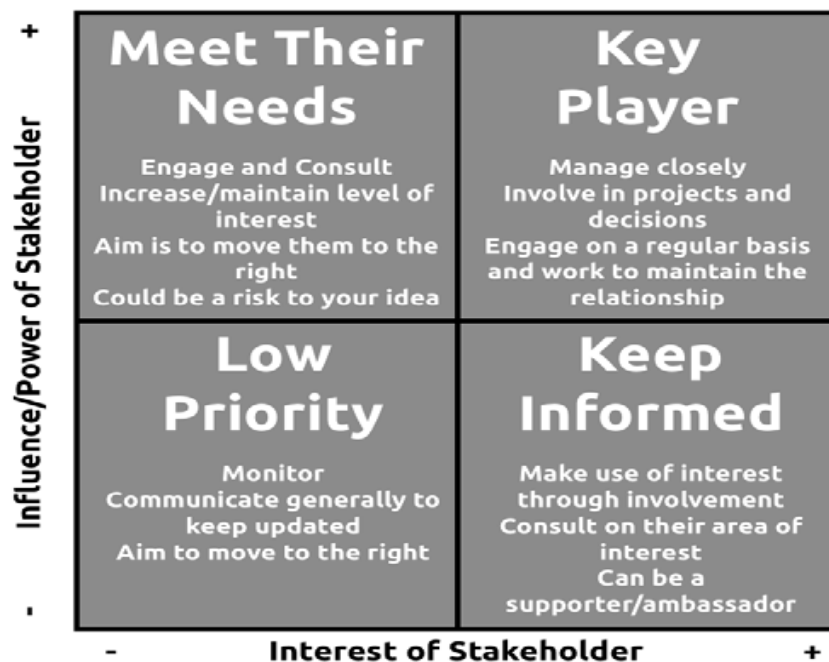 +
Influence/Power of Stakeholder
-
Meet Their
Needs
Engage and Consult
Increase/maintain level of
interest
Aim is to move them to the
right
Could be a risk to your idea
Key
Player
Manage closely
Involve in projects and
decisions
Engage on a regular basis
and work to maintain the
relationship
Low
Priority
Monitor
Communicate generally to
keep updated
Aim to move to the right
Keep
Informed
Make use of interest
through involvement
Consult on their area of
interest
Can be a
supporter/ambassador
- Interest of Stakeholder +